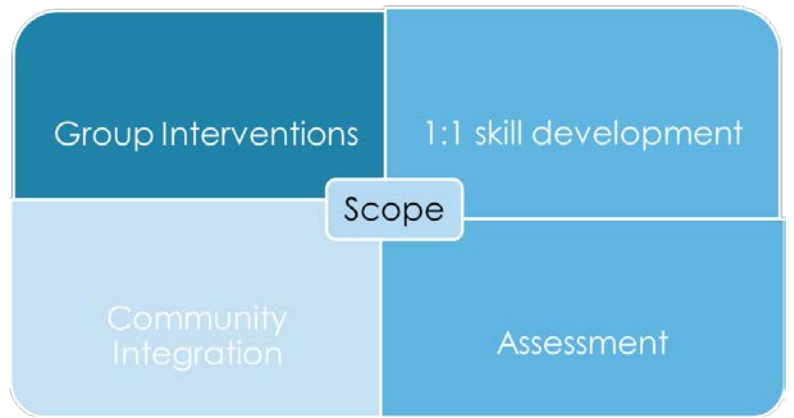 Group Interventions
1:1 skill development
Scope
Community
Integration
Assessment